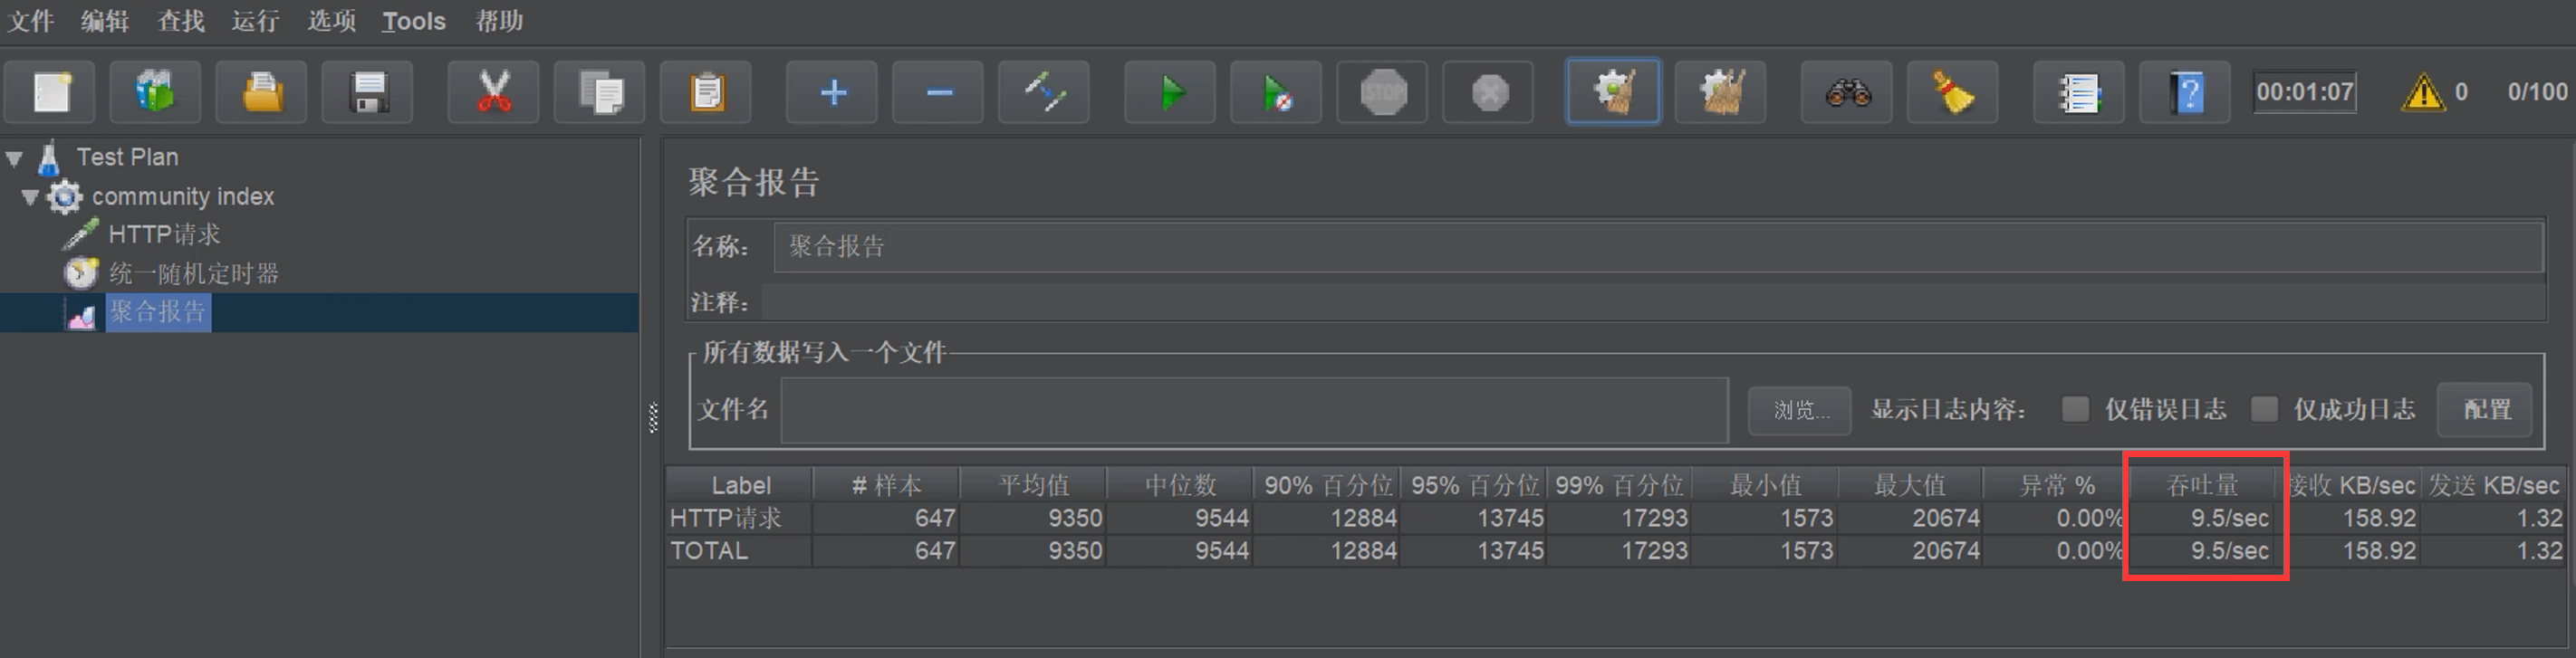 文件 编辑 查找 运行 选项 Tools 帮助
STOP
00:01:07 0 0/100
Test Plan
community index
HTTP请求
统一随机定时器
聚合报告
聚合报告
名称: 聚合报告
注释:
所有数据写入一个文件
文件名 浏览... 显示日志内容: 仅错误日志 仅成功日志 配置
Label # 样本 平均值 中位数 90% 百分位 95% 百分位 99% 百分位 最小值 最大值 异常 % 吞吐量 接收 KB/sec 发送 KB/sec
HTTP请求 647 9350 9544 12884 13745 17293 1573 20674 0.00% 9.5/sec 158.92 1.32
TOTAL 647 9350 9544 12884 13745 17293 1573 20674 0.00% 9.5/sec 158.92 1.32